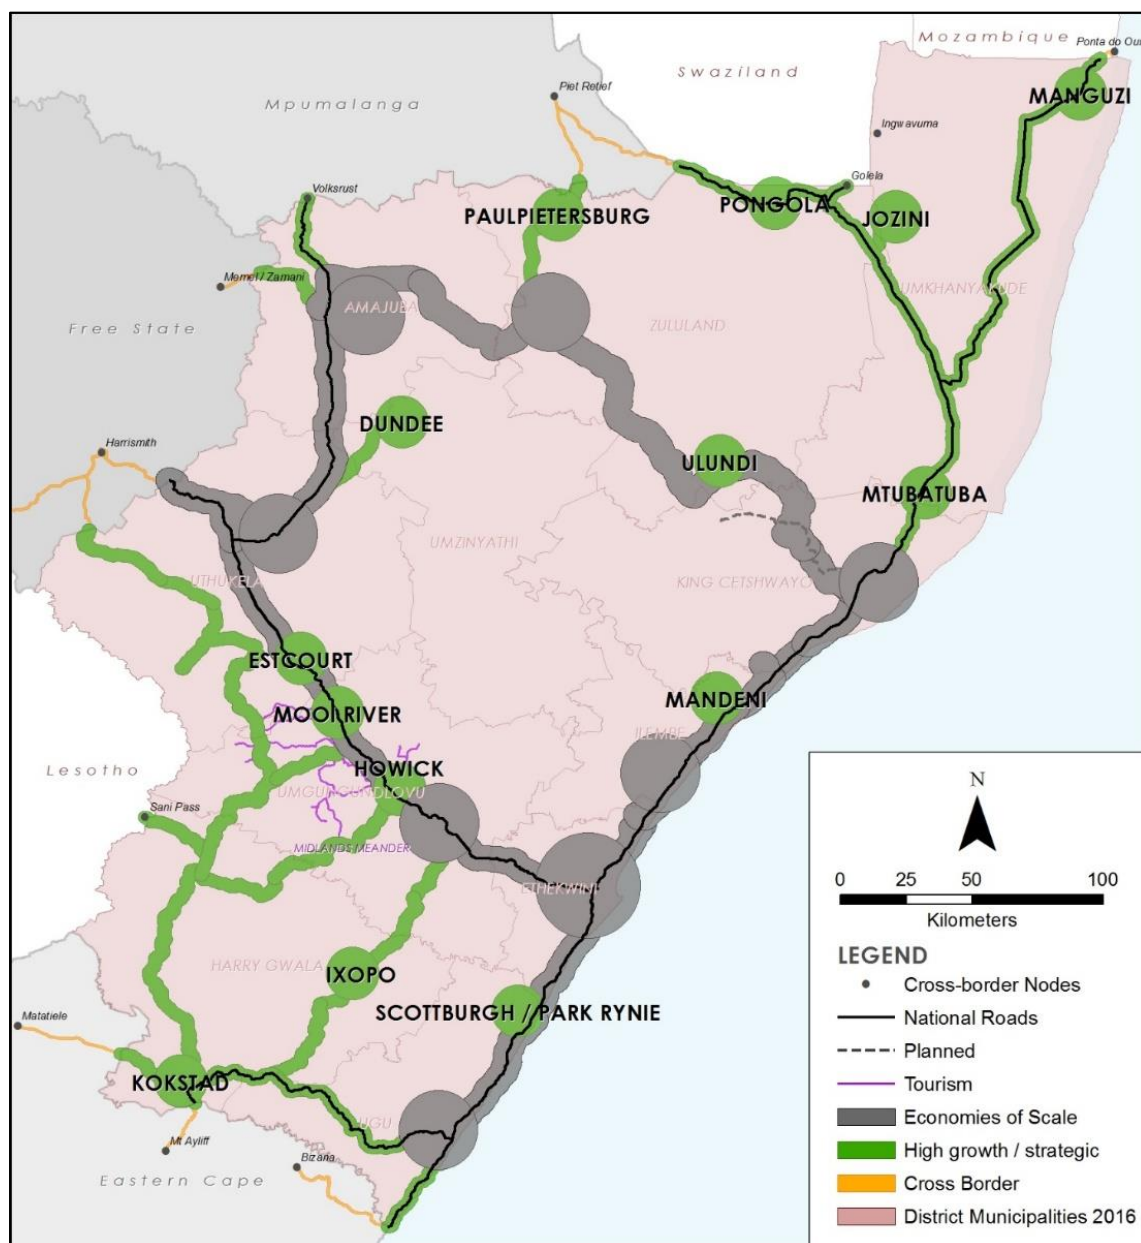 Mozambique
Ponta do Our
Swaziland
MANGUZI
Piet Retief
Mpumalanga
Ingwavuma
Volksrust
Golela
PAULPIETERSBURG
PONGOLA
JOZINI
Memel / Zamani
UMKHANYAKUDE
AMAJUBA
Free State
ZULULAND
DUNDEE
Harrismith
ULUNDI
MTUBATUBA
UMZINYATHI
UTHUKELA
KING CETSHWAYO
ESTCOURT
MOOI RIVER
MANDENI
ILEMBE
Lesotho
HOWICK
UMGUNGUNDLOVU
Sani Pass
MIDLANDS MEANDER
ETHEKWINI
HARRY GWALA
IXOPO
SCOTTBURGH / PARK RYNIE
Matatiele
KOKSTAD
UGU
Mt Ayliff
Bizana
Eastern Cape
N
0 25 50 100
Kilometers
LEGEND
Cross-border Nodes
National Roads
Planned
Tourism
Economies of Scale
High growth / strategic
Cross Border
District Municipalities 2016